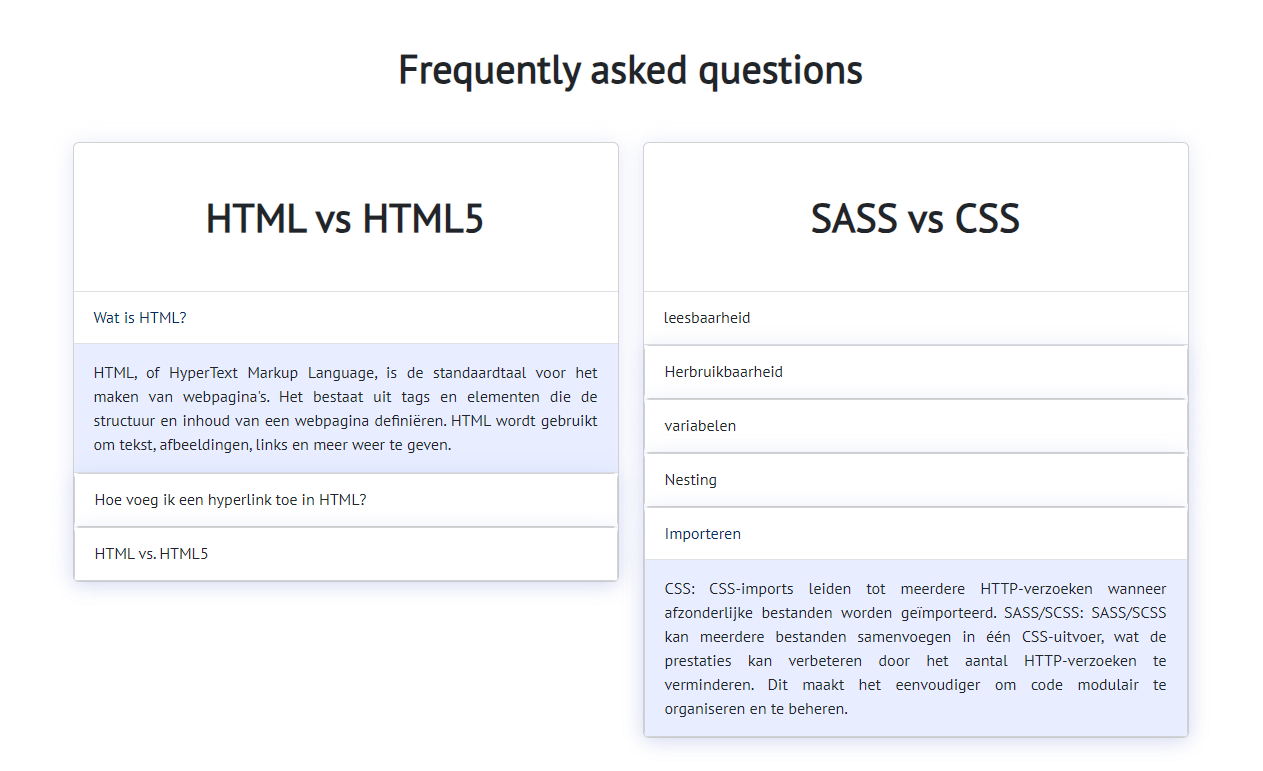 Frequently asked questions
HTML vs HTML5
Wat is HTML?
HTML, of HyperText Markup Language, is de standaardtaal voor het
maken van webpagina's. Het bestaat uit tags en elementen die de
structuur en inhoud van een webpagina definiëren. HTML wordt gebruikt
om tekst, afbeeldingen, links en meer weer te geven.
Hoe voeg ik een hyperlink toe in HTML?
HTML vs. HTML5
SASS vs CSS
leesbaarheid
Herbruikbaarheid
variabelen
Nesting
Importeren
CSS: CSS-imports leiden tot meerdere HTTP-verzoeken wanneer
afzonderlijke bestanden worden geïmporteerd. SASS/SCSS: SASS/SCSS
kan meerdere bestanden samenvoegen in één CSS-uitvoer, wat de
prestaties kan verbeteren door het aantal HTTP-verzoeken te
verminderen. Dit maakt het eenvoudiger om code modulair te
organiseren en te beheren.